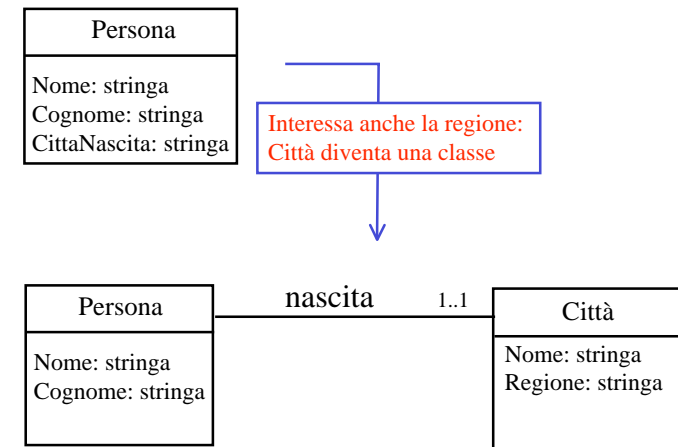 Persona
Nome: stringa
Cognome: stringa
CittaNascita: stringa
Interessa anche la regione:
Città diventa una classe
Persona
nascita
1..1
Città
Nome: stringa
Cognome: stringa
Nome: stringa
Regione: stringa